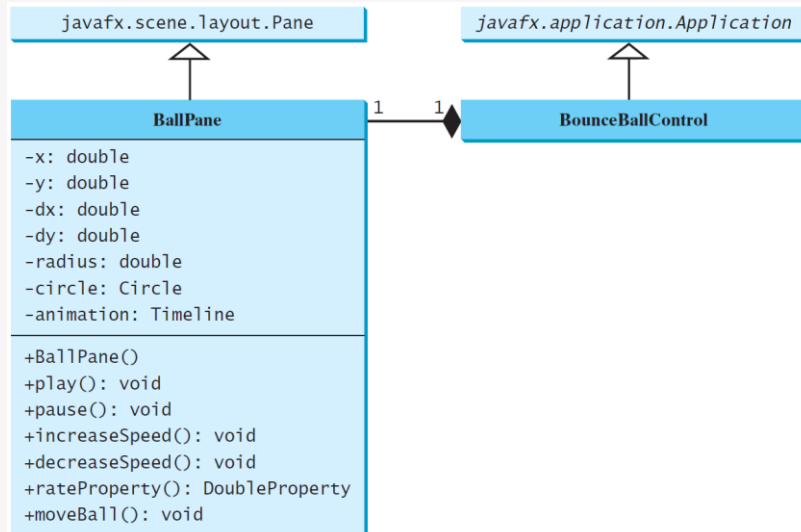 javafx.scene.layout.Pane
javafx.application.Application
BallPane
1
1
BounceBallControl
-x: double
-y: double
-dx: double
-dy: double
-radius: double
-circle: Circle
-animation: Timeline
+BallPane()
+play(): void
+pause(): void
+increaseSpeed(): void
+decreaseSpeed(): void
+rateProperty(): DoubleProperty
+moveBall(): void